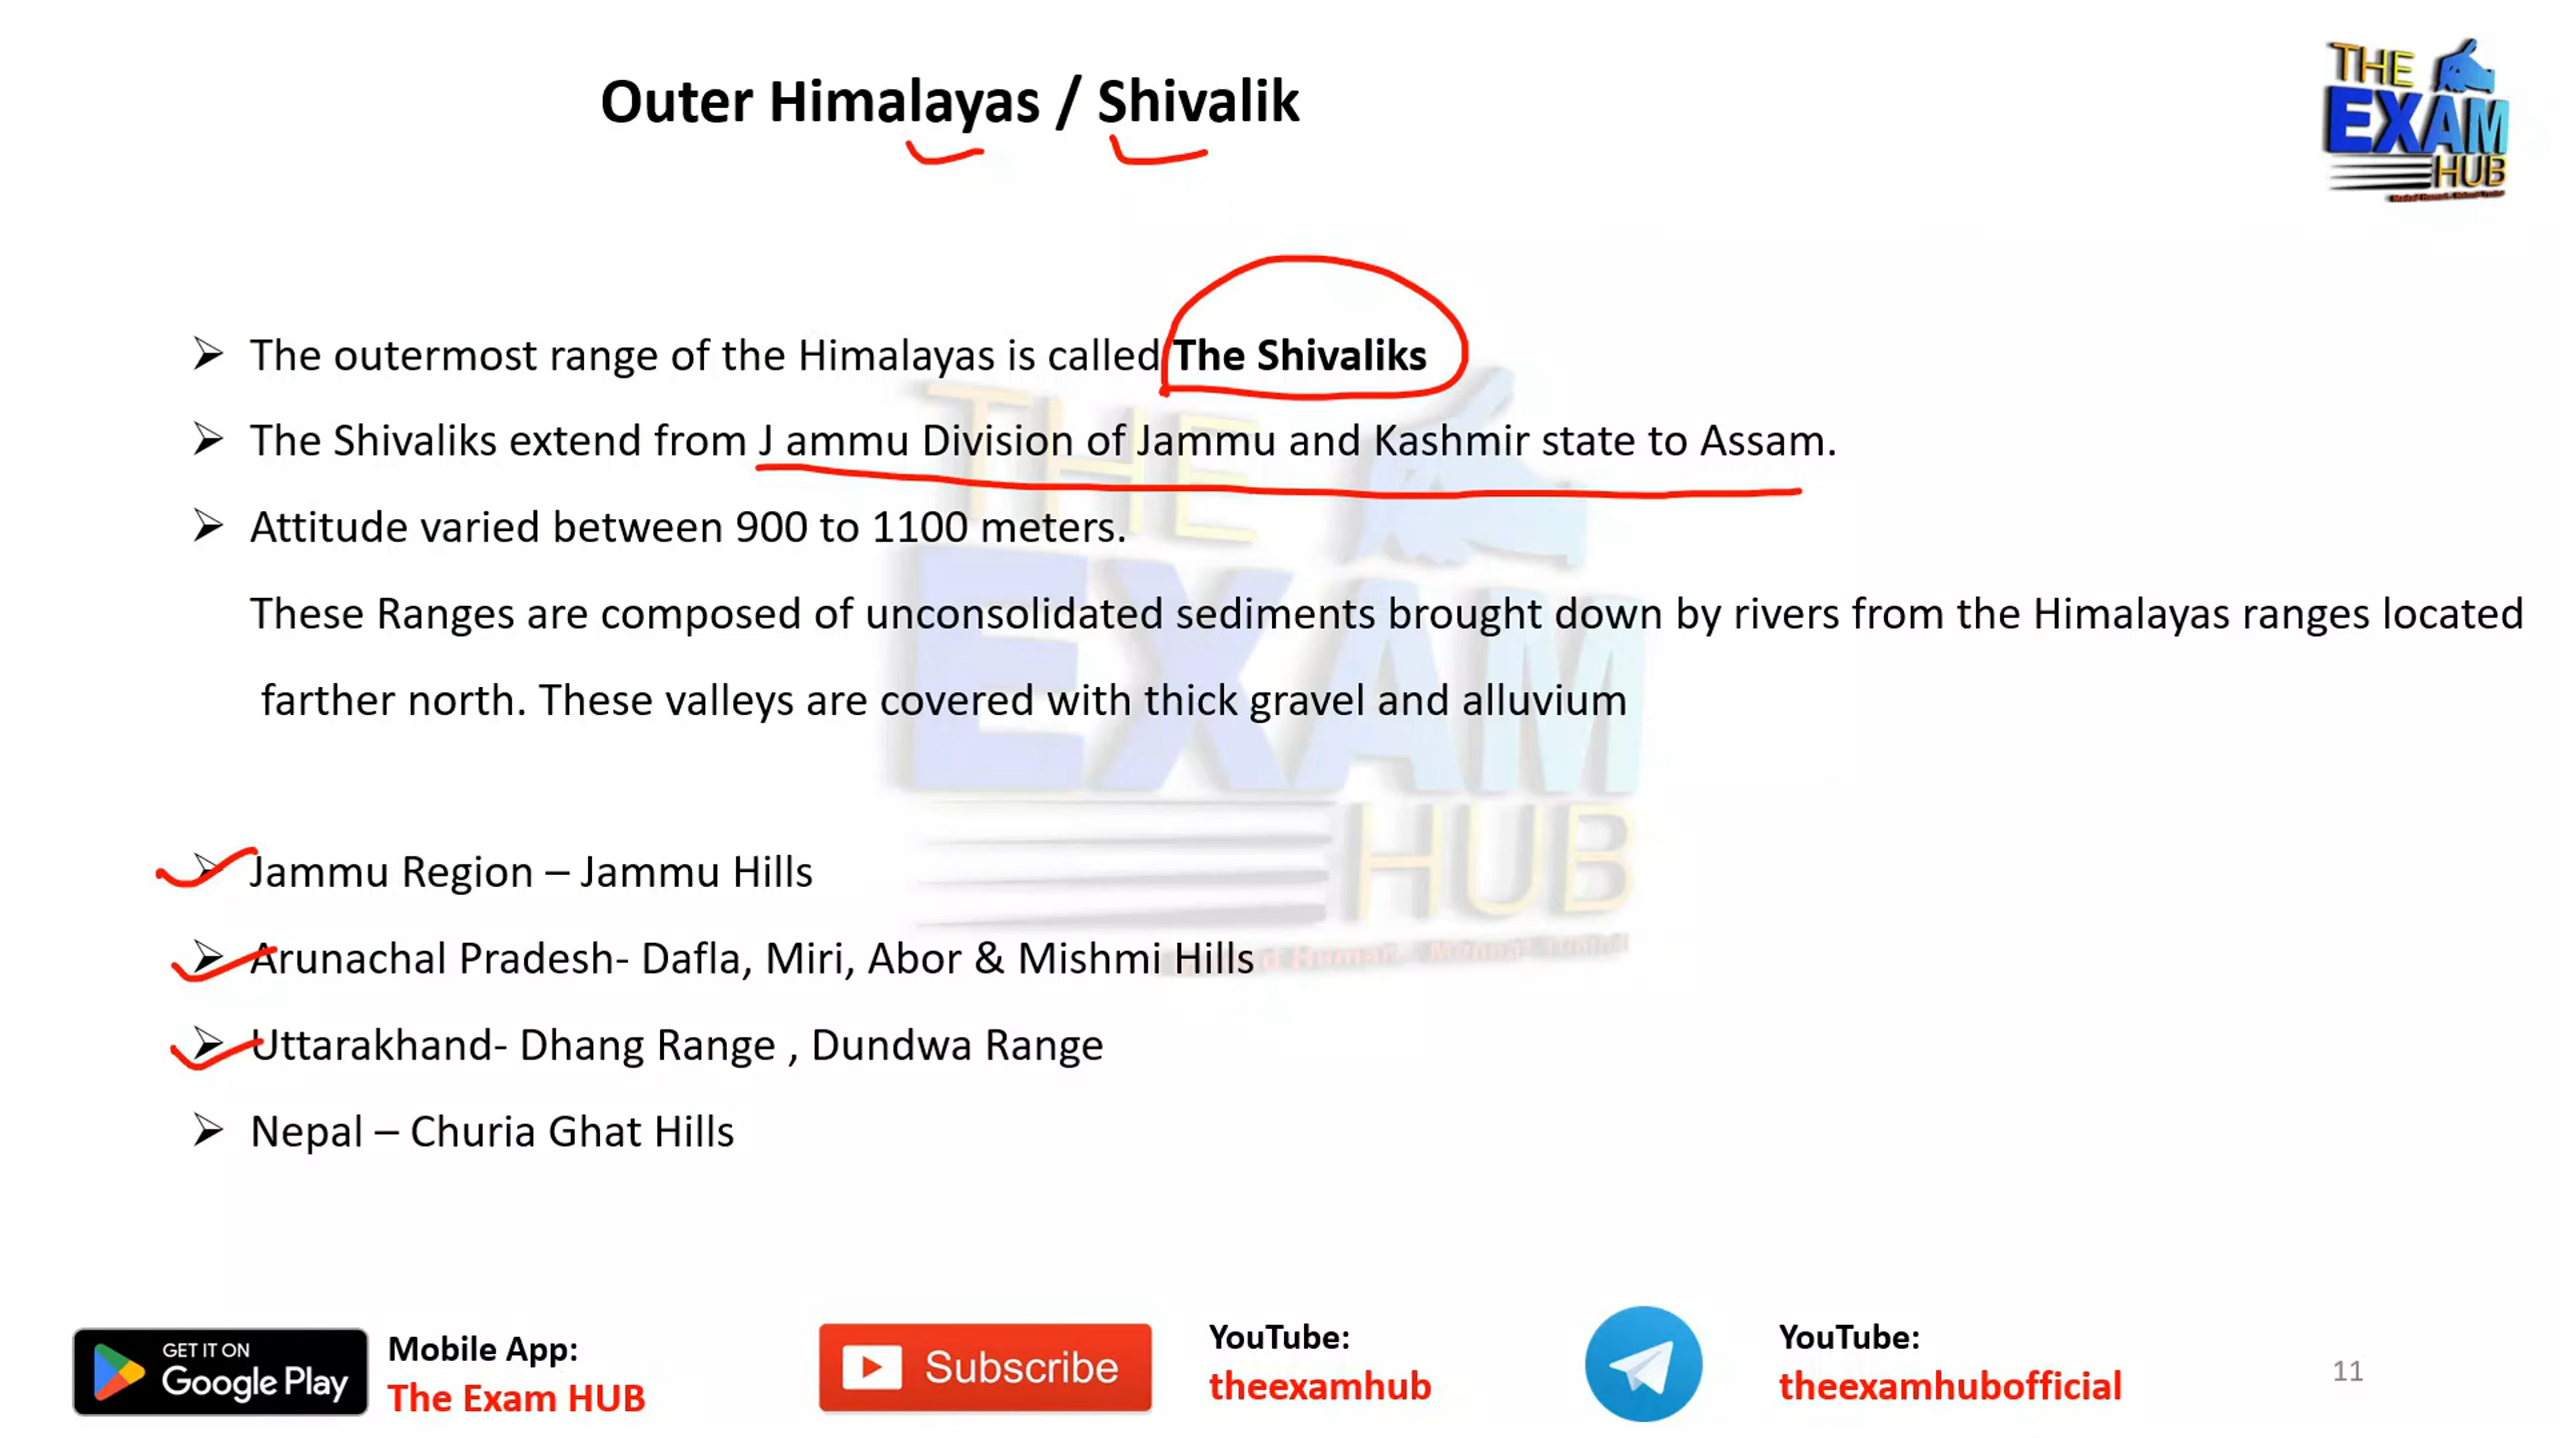 Outer Himalayas / Shivalik
THE
EXAM
HUB
The outermost range of the Himalayas is called The Shivaliks
The Shivaliks extend from J ammu Division of Jammu and Kashmir state to Assam.
Attitude varied between 900 to 1100 meters.
These Ranges are composed of unconsolidated sediments brought down by rivers from the Himalayas ranges located
farther north. These valleys are covered with thick gravel and alluvium
THE
EXAM
HUB
Jammu Region – Jammu Hills
Arunachal Pradesh- Dafla, Miri, Abor & Mishmi Hills
Uttarakhand- Dhang Range , Dundwa Range
Nepal – Churia Ghat Hills
GET IT ON
Google Play
Mobile App:
The Exam HUB
Subscribe
YouTube:
theexamhub
YouTube:
theexamhubofficial
11